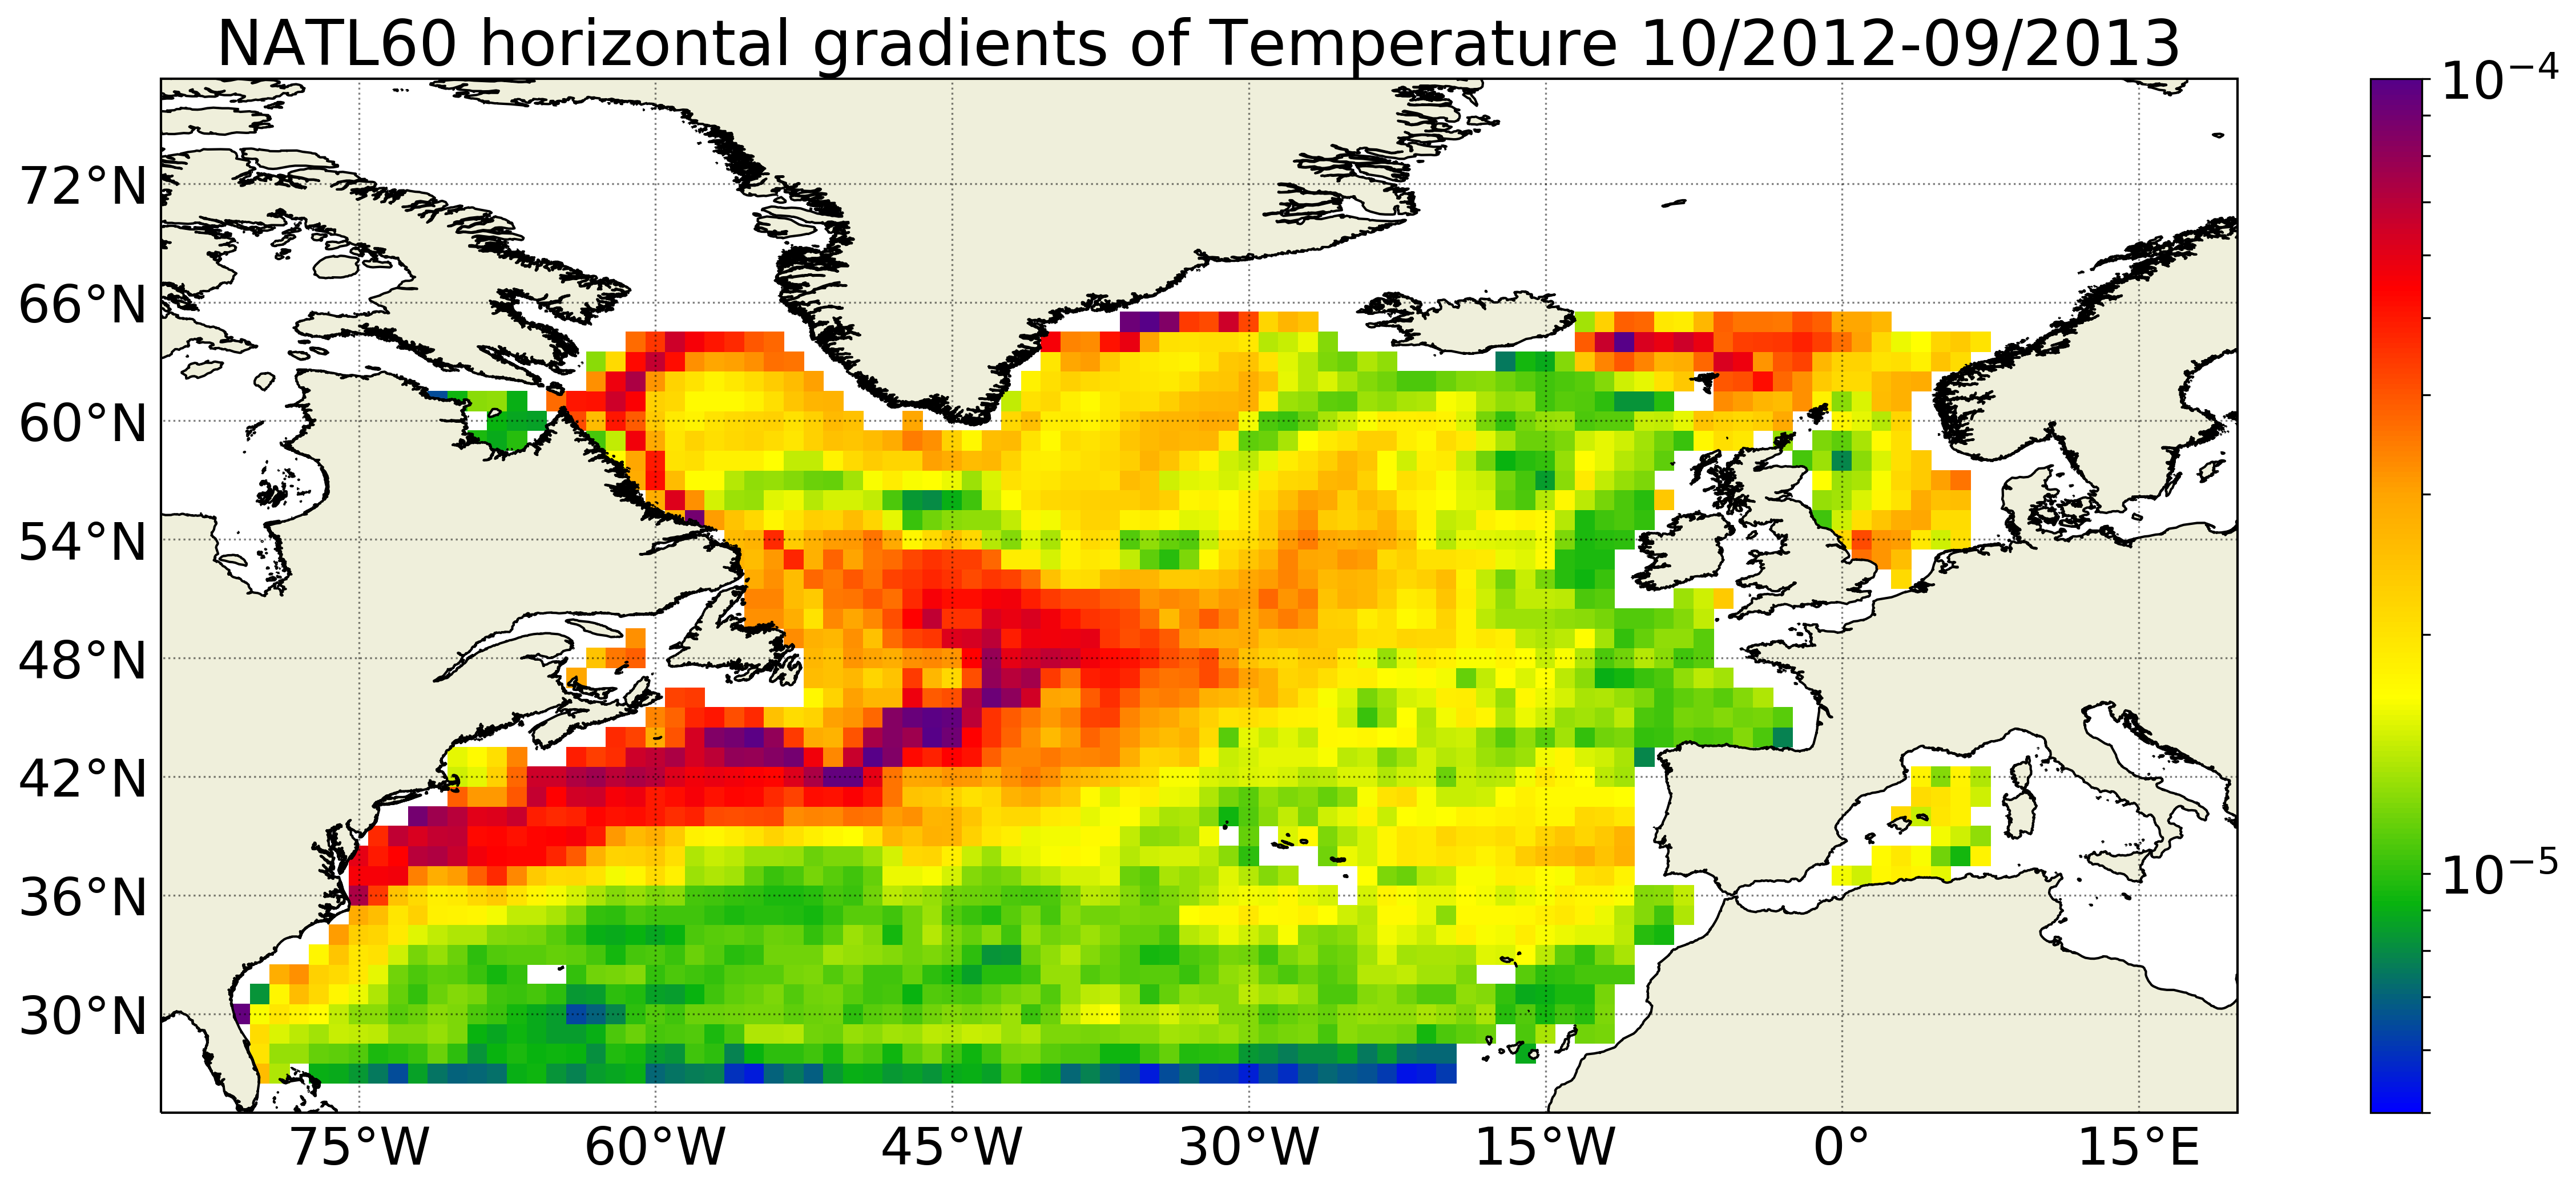 NATL60 horizontal gradients of Temperature 10/2012-09/2013
10⁻⁴
72°N
66°N
60°N
54°N
48°N
42°N
10⁻⁵
36°N
30°N
75°W 60°W 45°W 30°W 15°W 0° 15°E